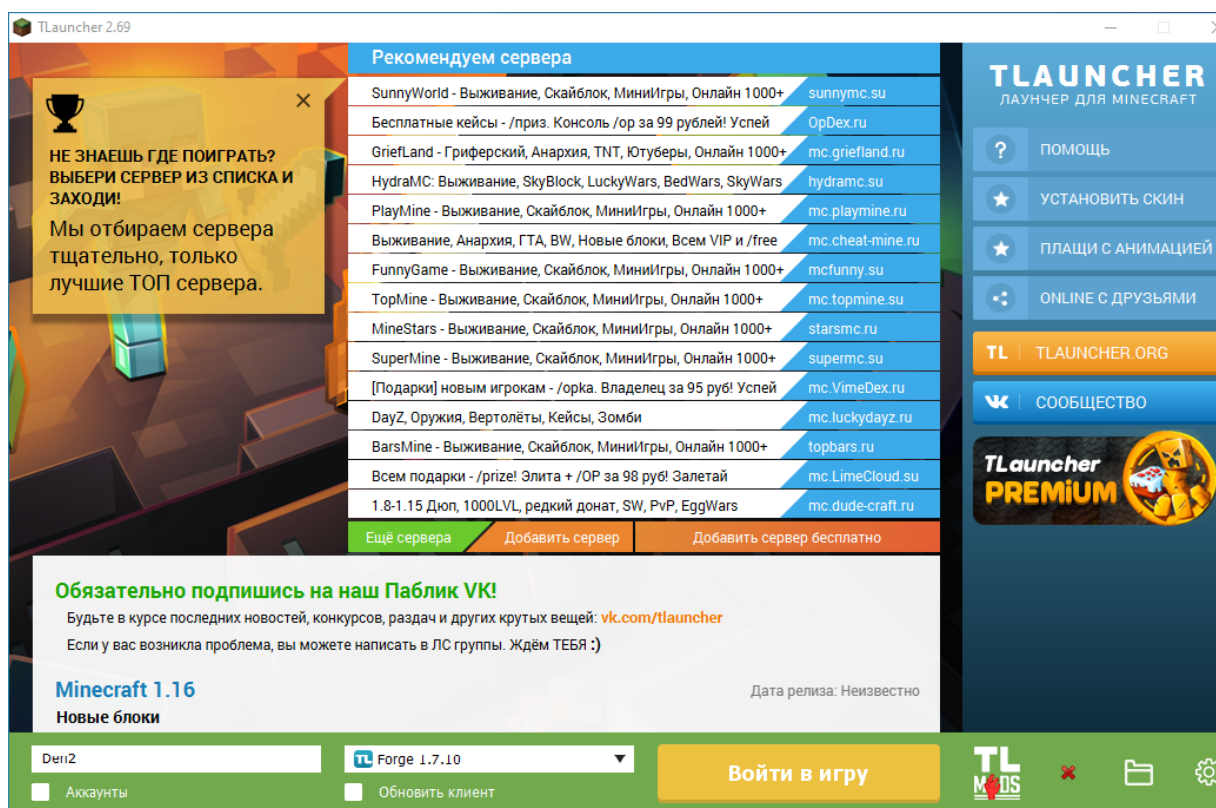 TLauncher 2.69
НЕ ЗНАЕШЬ ГДЕ ПОИГРАТЬ?
ВЫБЕРИ СЕРВЕР ИЗ СПИСКА И
ЗАХОДИ!
Мы отбираем сервера
тщательно, только
лучшие ТОП сервера.
Рекомендуем сервера
SunnyWorld - Выживание, Скайблок, МиниИгры, Онлайн 1000+ sunnymc.su
Бесплатные кейсы - /приз. Консоль /op за 99 рублей! Успей OpDex.ru
GriefLand - Гриферский, Анархия, TNT, Ютуберы, Онлайн 1000+ mc.griefland.ru
HydraMC: Выживание, SkyBlock, LuckyWars, BedWars, SkyWars hydramc.su
PlayMine - Выживание, Скайблок, МиниИгры, Онлайн 1000+ mc.playmine.ru
Выживание, Анархия, ГТА, BW, Новые блоки, Всем VIP и /free mc.cheat-mine.ru
FunnyGame - Выживание, Скайблок, МиниИгры, Онлайн 1000+ mcfunny.su
TopMine - Выживание, Скайблок, МиниИгры, Онлайн 1000+ mc.topmine.su
MineStars - Выживание, Скайблок, МиниИгры, Онлайн 1000+ starsmc.ru
SuperMine - Выживание, Скайблок, МиниИгры, Онлайн 1000+ supermc.su
[Подарки] новым игрокам - /opka. Владелец за 95 руб! Успей mc.VimeDex.ru
DayZ, Оружия, Вертолёты, Кейсы, Зомби mc.luckydayz.ru
BarsMine - Выживание, Скайблок, МиниИгры, Онлайн 1000+ topbars.ru
Всем подарки - /prize! Элита + /OP за 98 руб! Залетай mc.LimeCloud.su
1.8-1.15 Дюп, 1000LVL, редкий донат, SW, PvP, EggWars mc.dude-craft.ru
Ещё сервера Добавить сервер Добавить сервер бесплатно
Обязательно подпишись на наш Паблик VK!
Будьте в курсе последних новостей, конкурсов, раздач и других крутых вещей: vk.com/tlauncher
Если у вас возникла проблема, вы можете написать в ЛС группы. Ждём ТЕБЯ :)
Minecraft 1.16 Дата релиза: Неизвестно
Новые блоки
TLAUNCHER
ЛАУНЧЕР ДЛЯ MINECRAFT
? ПОМОЩЬ
УСТАНОВИТЬ СКИН
ПЛАЩИ С АНИМАЦИЕЙ
ONLINE С ДРУЗЬЯМИ
TL TLAUNCHER.ORG
СООБЩЕСТВО
TLauncher
PREMIUM
Den2
TL Forge 1.7.10
Войти в игру
TL
MODS
Аккаунты
Обновить клиент